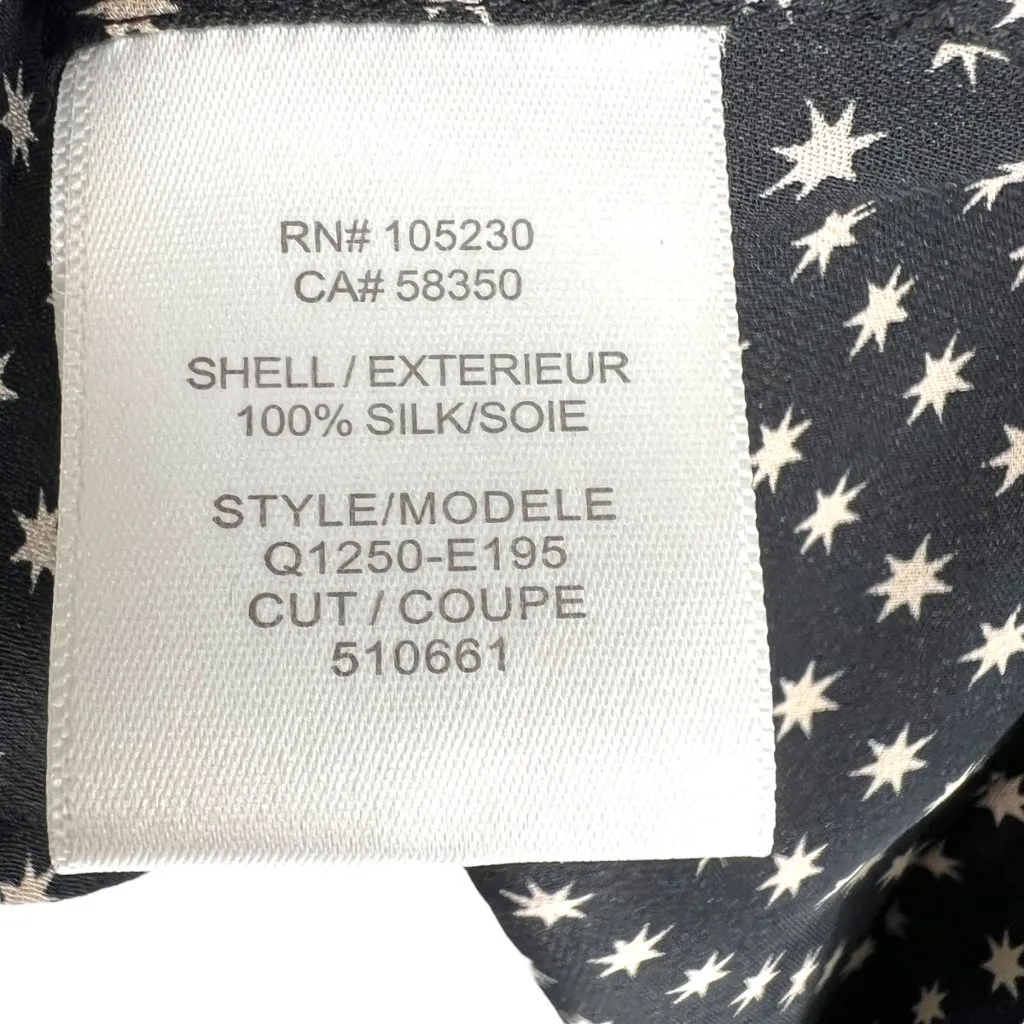 RN# 105230
CA# 58350
SHELL / EXTERIEUR
100% SILK/SOIE
STYLE/MODELE
Q1250-E195
CUT / COUPE
510661